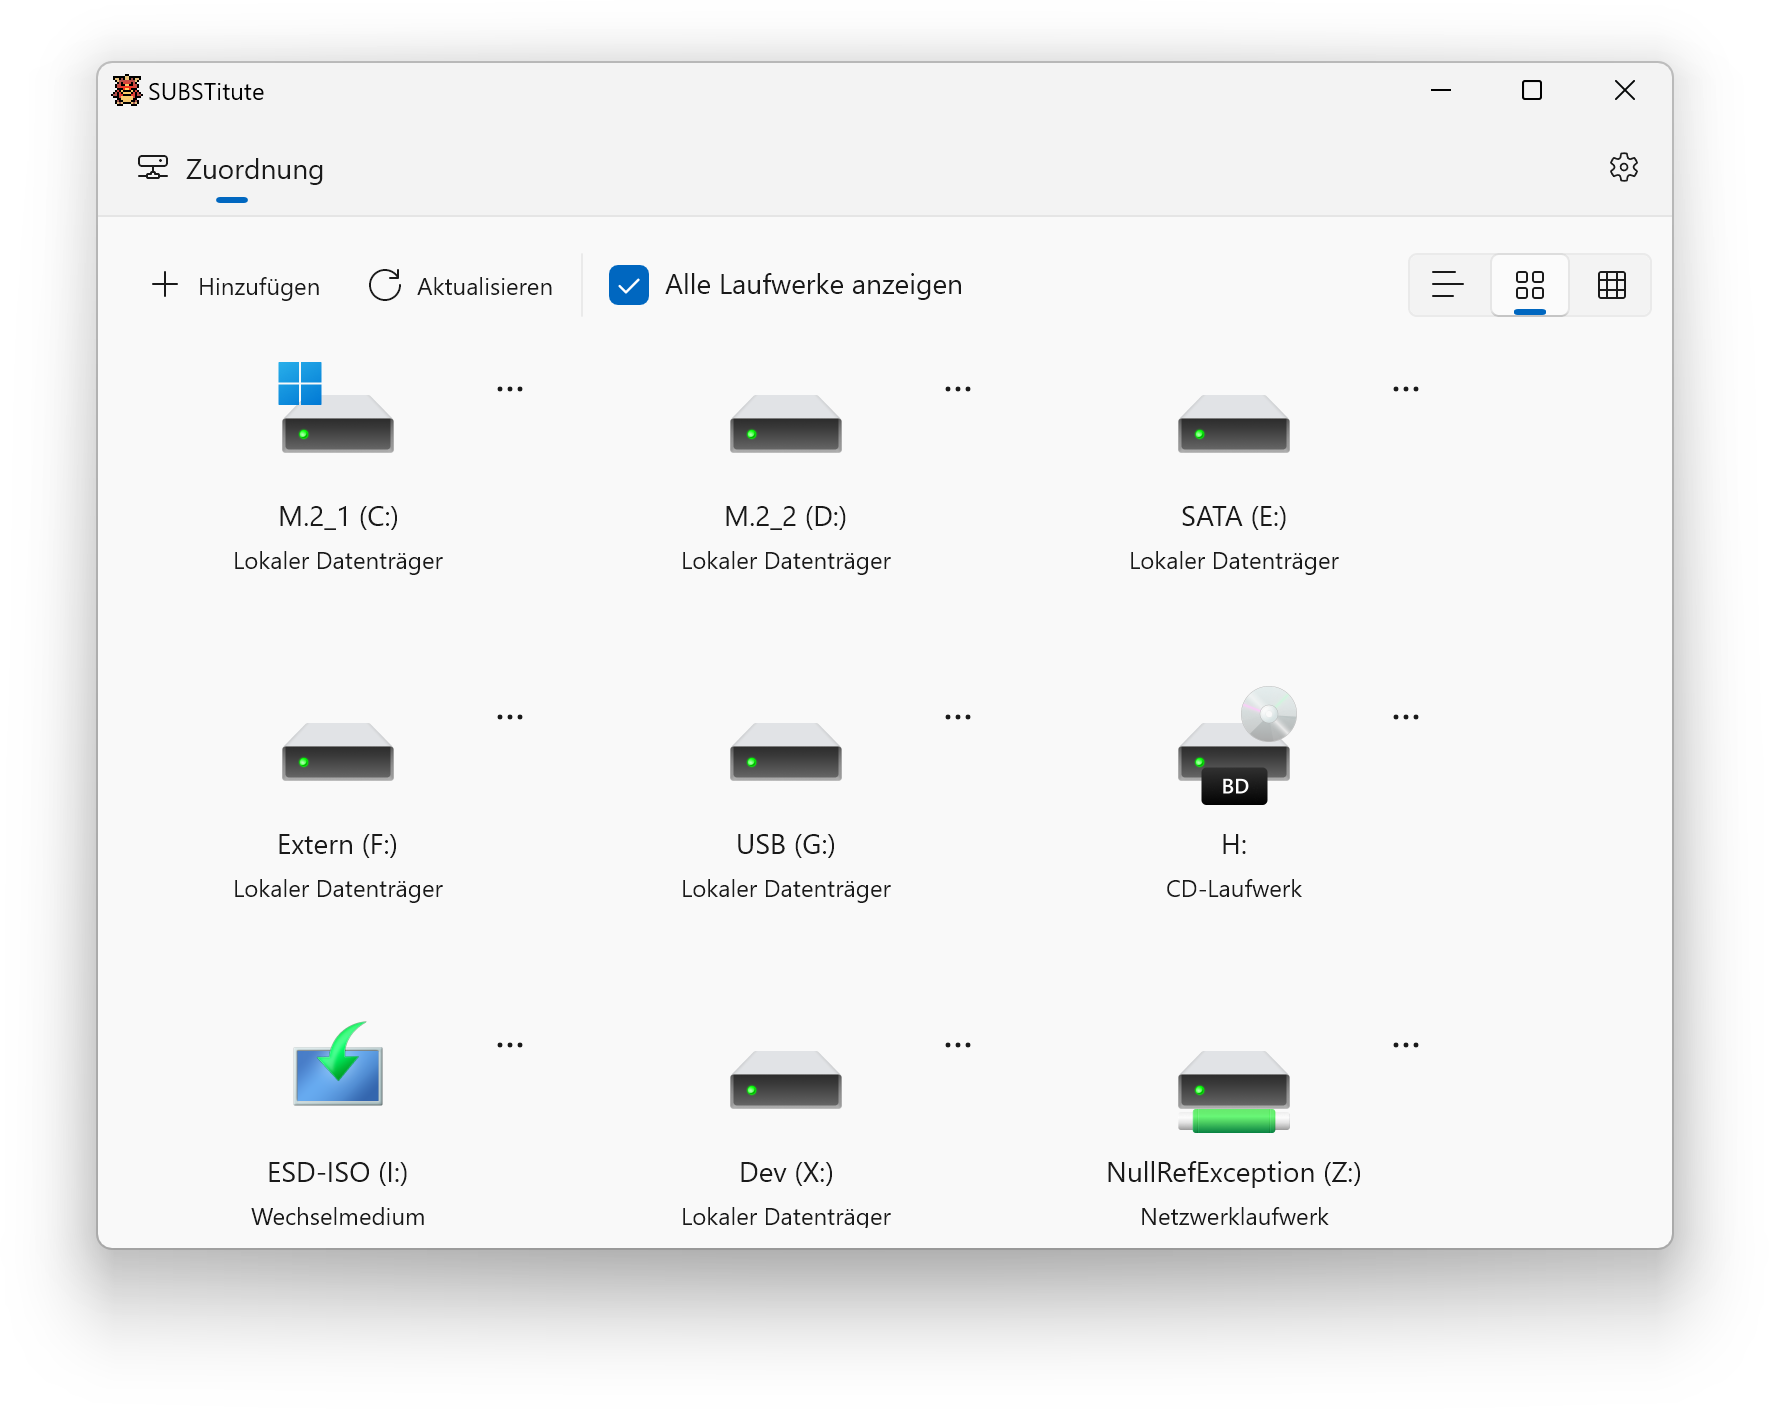 SUBSTitute
Zuordnung
Hinzufügen Aktualisieren Alle Laufwerke anzeigen
M.2_1 (C:) M.2_2 (D:) SATA (E:)
Lokaler Datenträger Lokaler Datenträger Lokaler Datenträger
BD
Extern (F:) USB (G:) H:
Lokaler Datenträger Lokaler Datenträger CD-Laufwerk
ESD-ISO (I:) Dev (X:) NullRefException (Z:)
Wechselmedium Lokaler Datenträger Netzwerklaufwerk